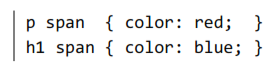 p span  { color: red;  }
h1 span { color: blue; }